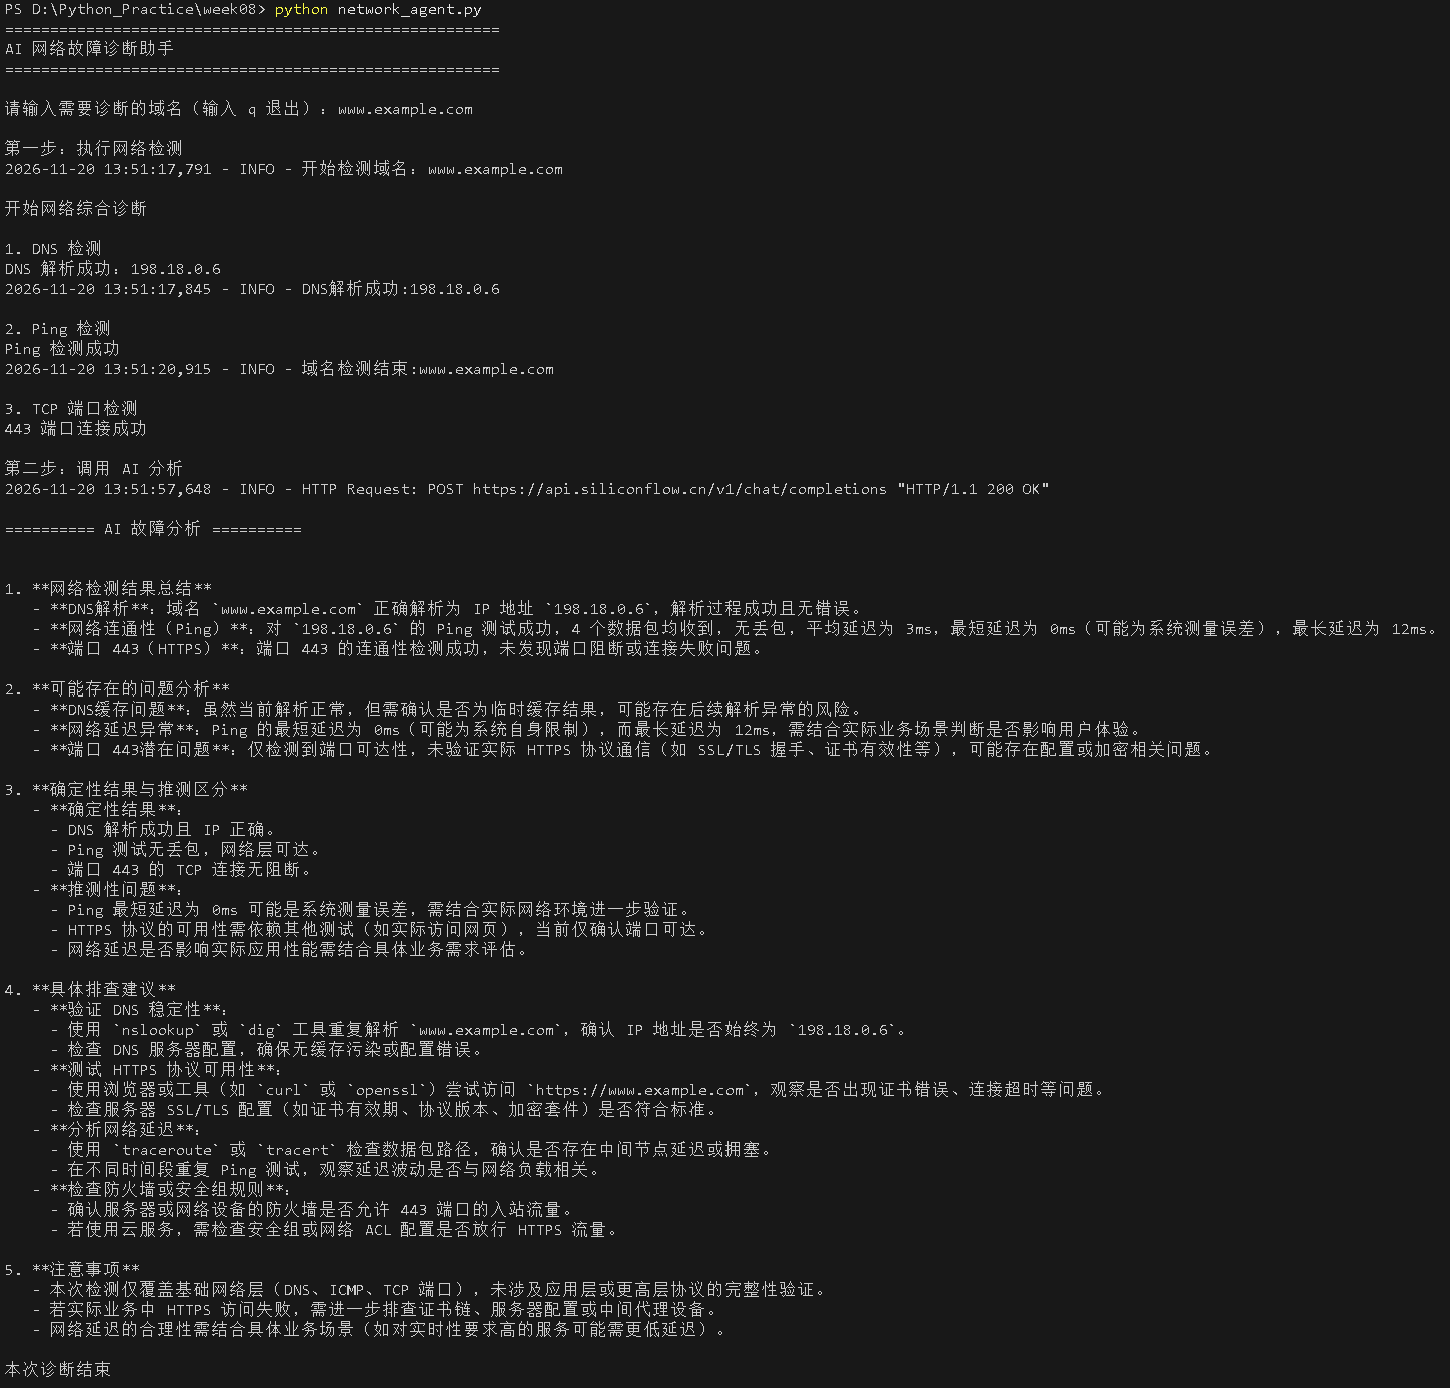 PS D:\Python_Practice\week08> python network_agent.py
=======================================================
AI 网络故障诊断助手
=======================================================
请输入需要诊断的域名（输入 q 退出）：www.example.com
第一步：执行网络检测
2026-11-20 13:51:17,791 - INFO - 开始检测域名：www.example.com
开始网络综合诊断
1. DNS 检测
DNS 解析成功：198.18.0.6
2026-11-20 13:51:17,845 - INFO - DNS解析成功:198.18.0.6
2. Ping 检测
Ping 检测成功
2026-11-20 13:51:20,915 - INFO - 域名检测结束:www.example.com
3. TCP 端口检测
443 端口连接成功
第二步：调用 AI 分析
2026-11-20 13:51:57,648 - INFO - HTTP Request: POST https://api.siliconflow.cn/v1/chat/completions "HTTP/1.1 200 OK"
========== AI 故障分析 ==========
1. **网络检测结果总结**
   - **DNS解析**：域名 `www.example.com` 正确解析为 IP 地址 `198.18.0.6`，解析过程成功且无错误。
   - **网络连通性（Ping）**：对 `198.18.0.6` 的 Ping 测试成功，4 个数据包均收到，无丢包，平均延迟为 3ms，最短延迟为 0ms（可能为系统测量误差），最长延迟为 12ms。
   - **端口 443（HTTPS）**：端口 443 的连通性检测成功，未发现端口阻断或连接失败问题。
2. **可能存在的问题分析**
   - **DNS缓存问题**：虽然当前解析正常，但需确认是否为临时缓存结果，可能存在后续解析异常的风险。
   - **网络延迟异常**：Ping 的最短延迟为 0ms（可能为系统自身限制），而最长延迟为 12ms，需结合实际业务场景判断是否影响用户体验。
   - **端口 443潜在问题**：仅检测到端口可达性，未验证实际 HTTPS 协议通信（如 SSL/TLS 握手、证书有效性等），可能存在配置或加密相关问题。
3. **确定性结果与推测区分**
   - **确定性结果**：
     - DNS 解析成功且 IP 正确。
     - Ping 测试无丢包，网络层可达。
     - 端口 443 的 TCP 连接无阻断。
   - **推测性问题**：
     - Ping 最短延迟为 0ms 可能是系统测量误差，需结合实际网络环境进一步验证。
     - HTTPS 协议的可用性需依赖其他测试（如实际访问网页），当前仅确认端口可达。
     - 网络延迟是否影响实际应用性能需结合具体业务需求评估。
4. **具体排查建议**
   - **验证 DNS 稳定性**：
     - 使用 `nslookup` 或 `dig` 工具重复解析 `www.example.com`，确认 IP 地址是否始终为 `198.18.0.6`。
     - 检查 DNS 服务器配置，确保无缓存污染或配置错误。
   - **测试 HTTPS 协议可用性**：
     - 使用浏览器或工具（如 `curl` 或 `openssl`）尝试访问 `https://www.example.com`，观察是否出现证书错误、连接超时等问题。
     - 检查服务器 SSL/TLS 配置（如证书有效期、协议版本、加密套件）是否符合标准。
   - **分析网络延迟**：
     - 使用 `traceroute` 或 `tracert` 检查数据包路径，确认是否存在中间节点延迟或拥塞。
     - 在不同时间段重复 Ping 测试，观察延迟波动是否与网络负载相关。
   - **检查防火墙或安全组规则**：
     - 确认服务器或网络设备的防火墙是否允许 443 端口的入站流量。
     - 若使用云服务，需检查安全组或网络 ACL 配置是否放行 HTTPS 流量。
5. **注意事项**
   - 本次检测仅覆盖基础网络层（DNS、ICMP、TCP 端口），未涉及应用层或更高层协议的完整性验证。
   - 若实际业务中 HTTPS 访问失败，需进一步排查证书链、服务器配置或中间代理设备。
   - 网络延迟的合理性需结合具体业务场景（如对实时性要求高的服务可能需更低延迟）。
本次诊断结束